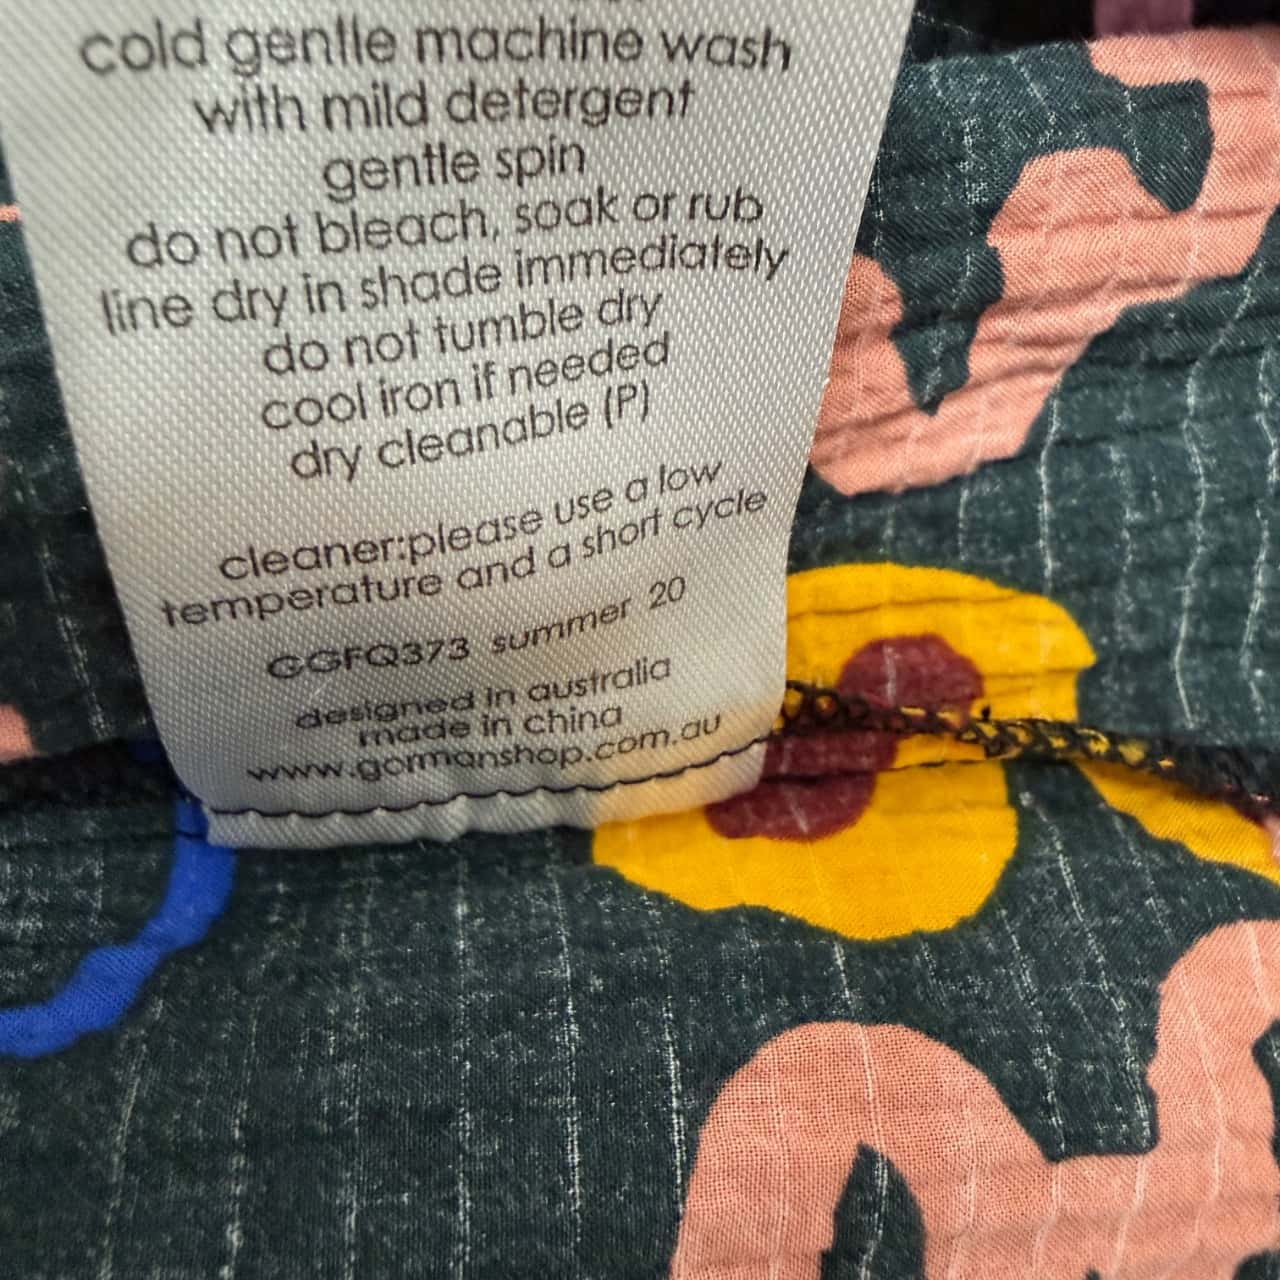 cold gentle machine wash
with mild detergent
gentle spin
do not bleach, soak or rub
line dry in shade immediately
do not tumble dry
cool iron if needed
dry cleanable (P)
cleaner:please use a low
temperature and a short cycle
GGFQ373 summer 20
designed in australia
made in china
www.gormanshop.com.au